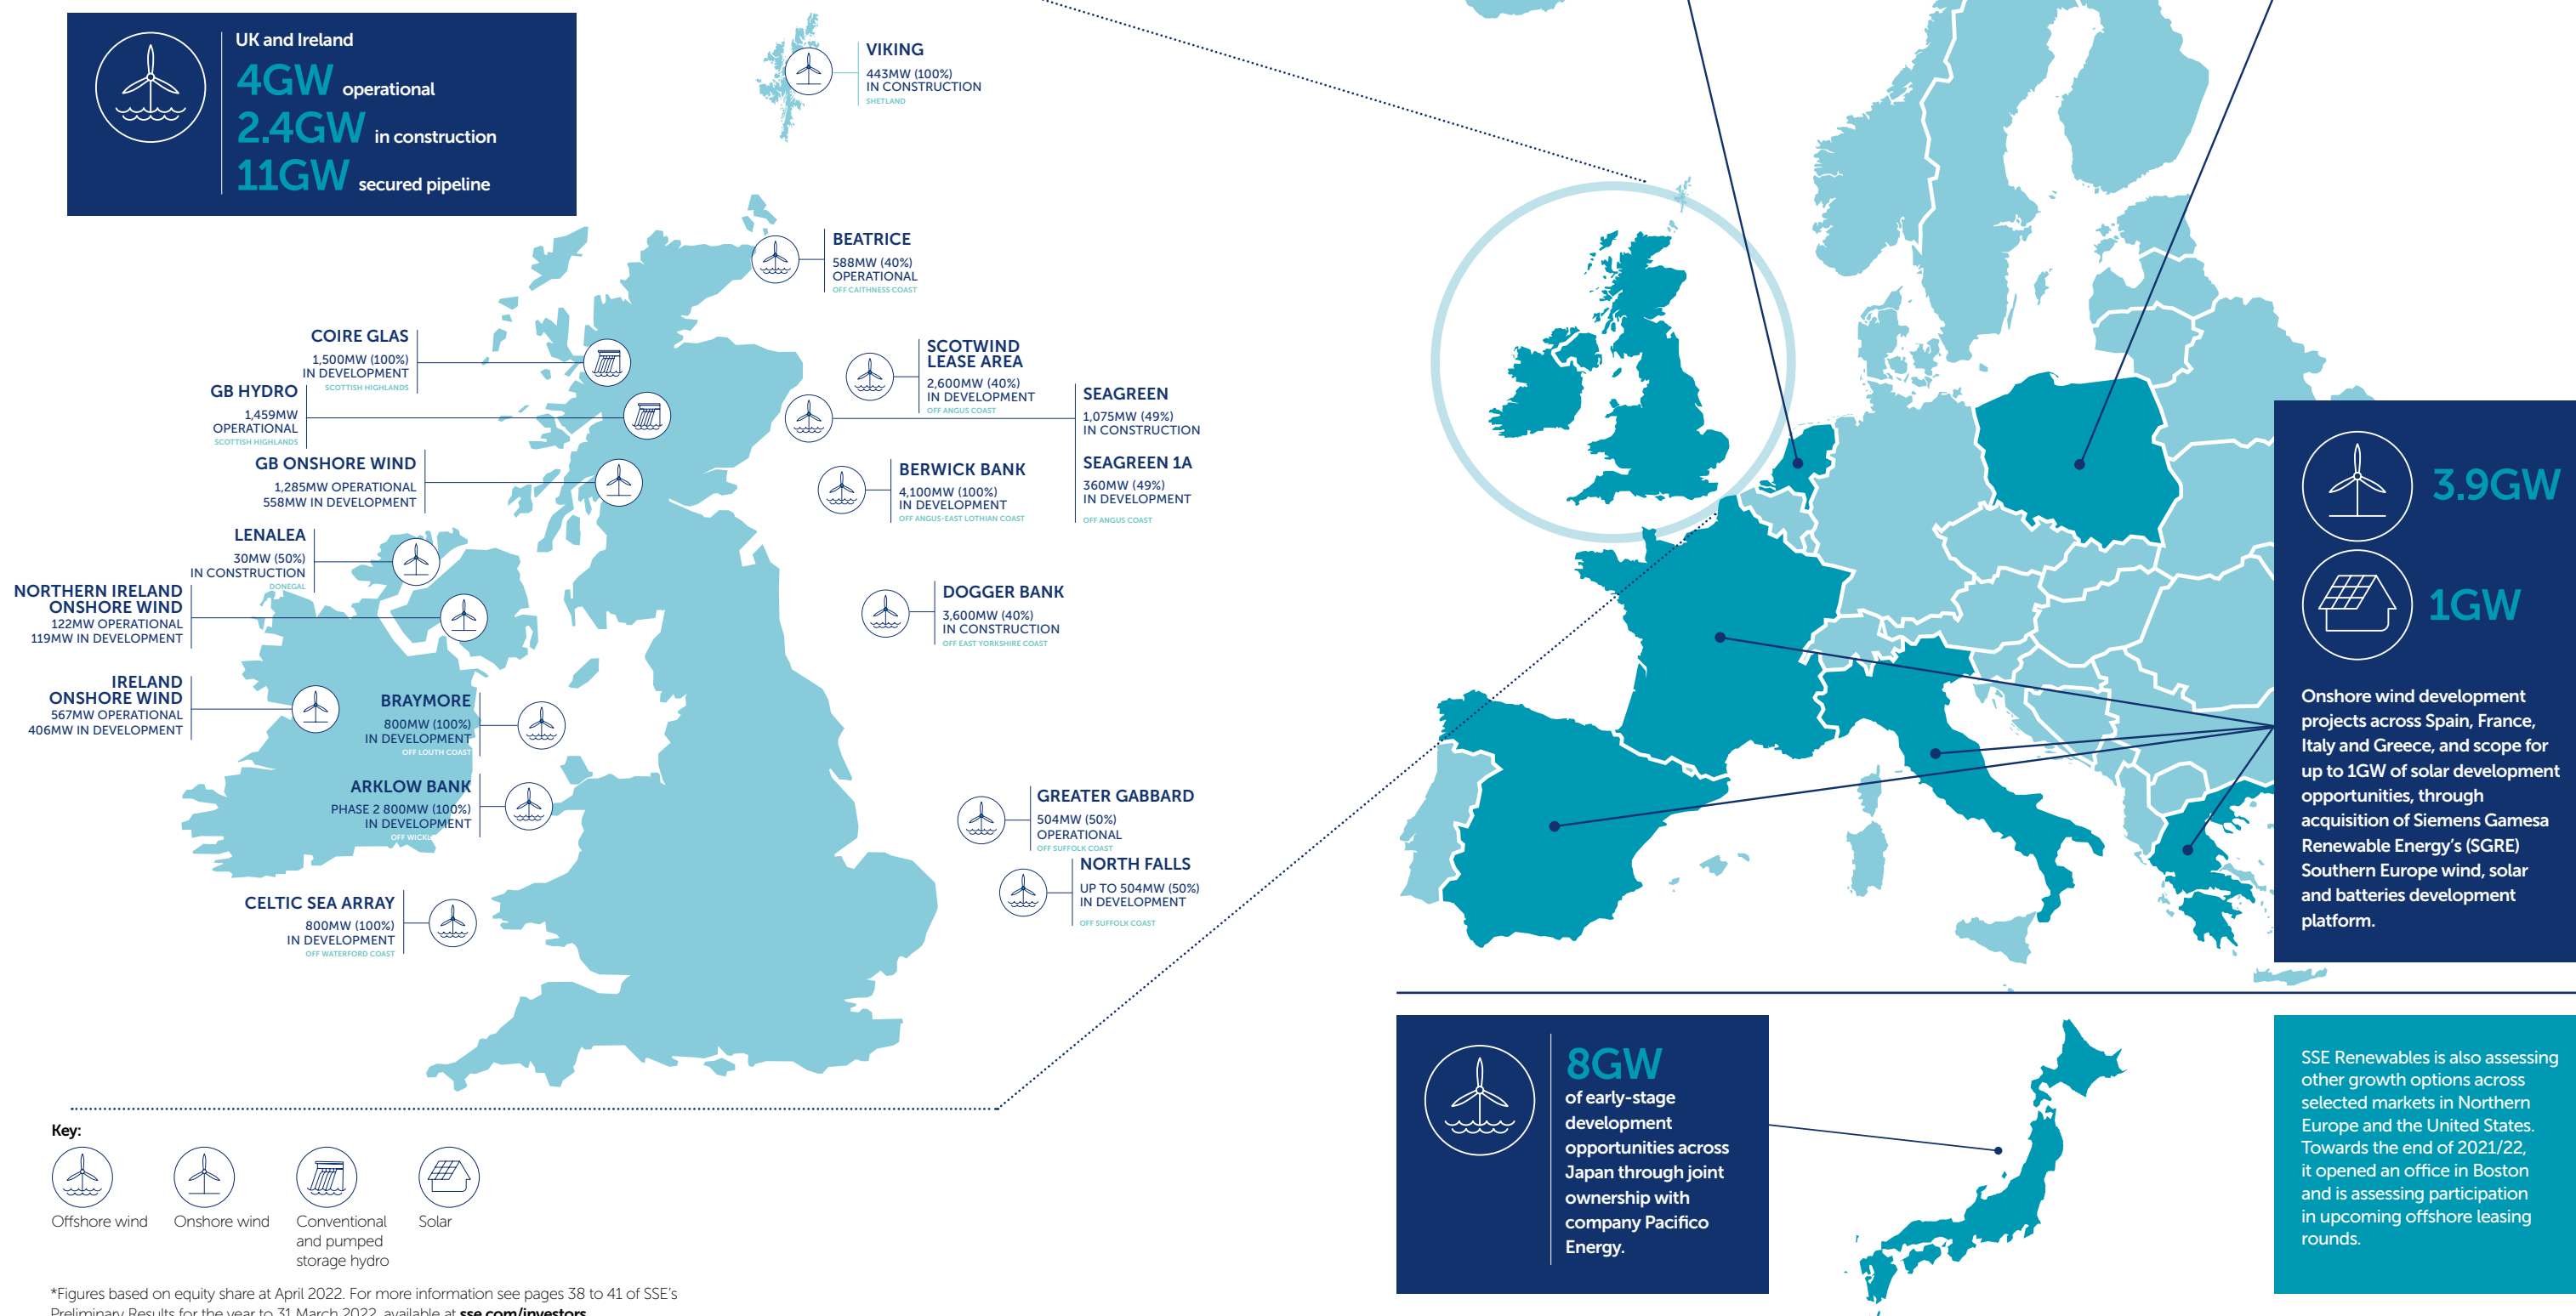 UK and Ireland
4GW operational
2.4GW in construction
11GW secured pipeline
VIKING
443MW (100%)
IN CONSTRUCTION
SHETLAND
BEATRICE
588MW (40%)
OPERATIONAL
OFF CAITHNESS COAST
COIRE GLAS
1,500MW (100%)
IN DEVELOPMENT
SCOTTISH HIGHLANDS
GB HYDRO
1,459MW
OPERATIONAL
SCOTTISH HIGHLANDS
GB ONSHORE WIND
1,285MW OPERATIONAL
558MW IN DEVELOPMENT
SCOTWIND
LEASE AREA
2,600MW (40%)
IN DEVELOPMENT
OFF ANGUS COAST
SEAGREEN
1,075MW (49%)
IN CONSTRUCTION
SEAGREEN 1A
360MW (49%)
IN DEVELOPMENT
OFF ANGUS COAST
BERWICK BANK
4,100MW (100%)
IN DEVELOPMENT
OFF ANGUS-EAST LOTHIAN COAST
LENALEA
30MW (50%)
IN CONSTRUCTION
DONEGAL
NORTHERN IRELAND
ONSHORE WIND
122MW OPERATIONAL
119MW IN DEVELOPMENT
DOGGER BANK
3,600MW (40%)
IN CONSTRUCTION
OFF EAST YORKSHIRE COAST
IRELAND
ONSHORE WIND
567MW OPERATIONAL
406MW IN DEVELOPMENT
BRAYMORE
800MW (100%)
IN DEVELOPMENT
OFF LOUTH COAST
ARKLOW BANK
PHASE 2 800MW (100%)
IN DEVELOPMENT
OFF
GREATER GABBARD
504MW (50%)
OPERATIONAL
OFF SUFFOLK COAST
NORTH FALLS
UP TO 504MW (50%)
IN DEVELOPMENT
OFF SUFFOLK COAST
CELTIC SEA ARRAY
800MW (100%)
IN DEVELOPMENT
OFF WATERFORD COAST
Key:
Offshore wind
Onshore wind
Conventional
and pumped
storage hydro
Solar
*Figures based on equity share at April 2022. For more information see pages 38 to 41 of SSE's
Preliminary Results for the year to 31 March 2022, available at sse.com/investors
3.9GW
1GW
Onshore wind development
projects across Spain, France,
Italy and Greece, and scope for
up to 1GW of solar development
opportunities, through
acquisition of Siemens Gamesa
Renewable Energy's (SGRE)
Southern Europe wind, solar
and batteries development
platform.
8GW
of early-stage
development
opportunities across
Japan through joint
ownership with
company Pacifico
Energy.
SSE Renewables is also assessing
other growth options across
selected markets in Northern
Europe and the United States.
Towards the end of 2021/22,
it opened an office in Boston
and is assessing participation
in upcoming offshore leasing
rounds.